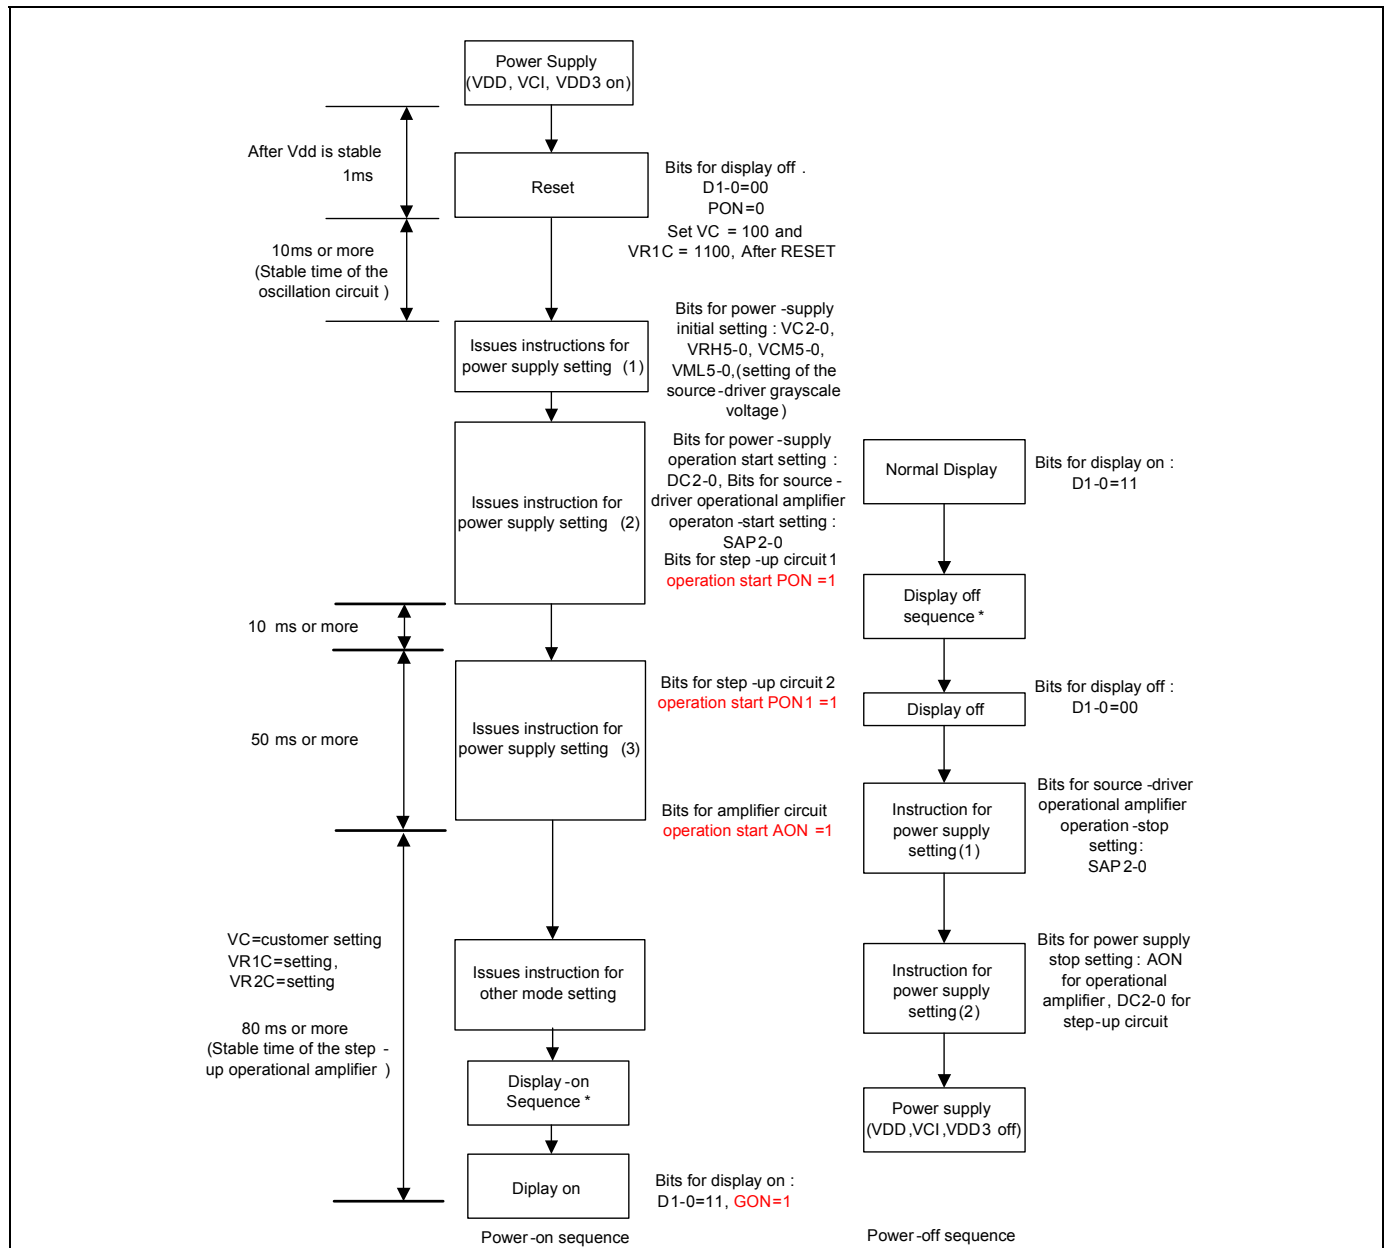 Power Supply
(VDD, VCI, VDD3 on)
After Vdd is stable
1ms
Reset
Bits for display off .
D1-0=00
PON=0
Set VC = 100 and
VR1C = 1100, After RESET
10ms or more
(Stable time of the
oscillation circuit )
Issues instructions for
power supply setting (1)
Bits for power -supply
initial setting : VC2-0,
VRH5-0, VCM5-0,
VML5-0,(setting of the
source-driver grayscale
voltage)
Issues instruction for
power supply setting (2)
Bits for power -supply
operation start setting :
DC2-0, Bits for source -
driver operational amplifier
operaton -start setting :
SAP2-0
Bits for step -up circuit 1
operation start PON =1
10 ms or more
50 ms or more
Issues instruction for
power supply setting (3)
Bits for step -up circuit 2
operation start PON1 =1
Bits for amplifier circuit
operation start AON =1
VC=customer setting
VR1C=setting,
VR2C=setting
80 ms or more
(Stable time of the step -
up operational amplifier )
Issues instruction for
other mode setting
Display-on
Sequence *
Diplay on
Bits for display on :
D1-0=11, GON=1
Power-on sequence
Normal Display
Bits for display on :
D1-0=11
Display off
sequence *
Display off
Bits for display off :
D1-0=00
Instruction for
power supply
setting(1)
Bits for source -driver
operational amplifier
operation -stop
setting:
SAP2-0
Instruction for
power supply
setting(2)
Bits for power supply
stop setting : AON
for operational
amplifier, DC2-0 for
step-up circuit
Power supply
(VDD,VCI,VDD3 off)
Power-off sequence